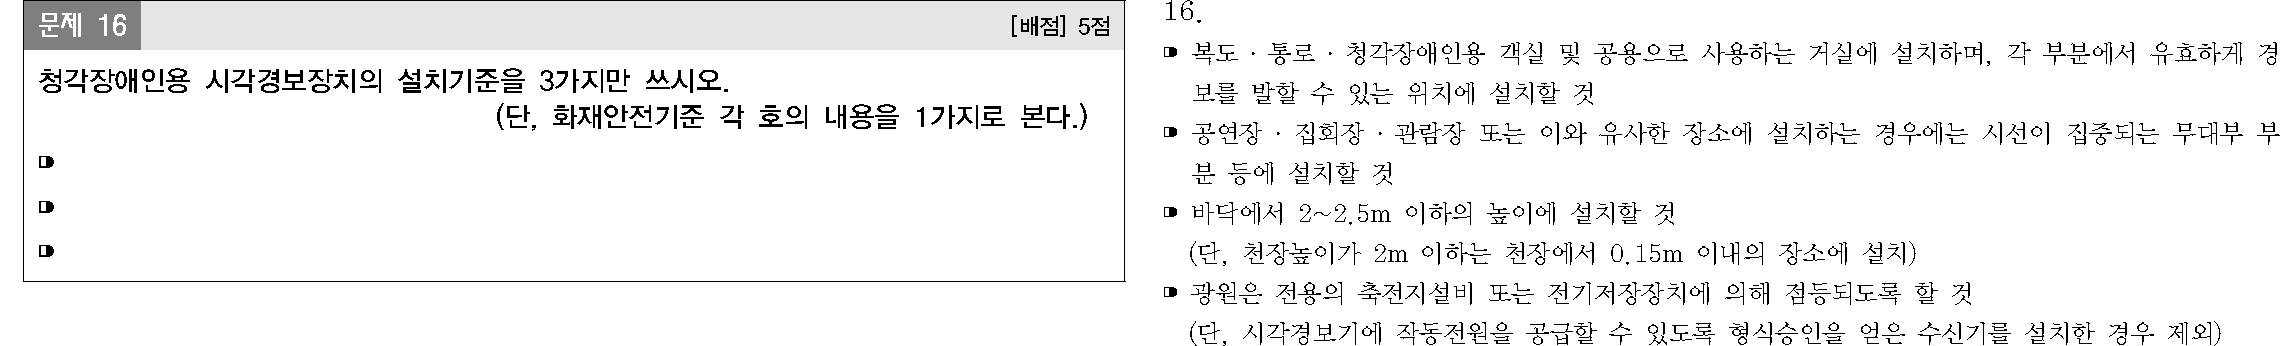 문제 16
[배점] 5점
청각장애인용 시각경보장치의 설치기준을 3가지만 쓰시오.
(단, 화재안전기준 각 호의 내용을 1가지로 본다.)
16.
복도·통로·청각장애인용 객실 및 공용으로 사용하는 거실에 설치하며, 각 부분에서 유효하게 경
보를 발할 수 있는 위치에 설치할 것
공연장·집회장·관람장 또는 이와 유사한 장소에 설치하는 경우에는 시선이 집중되는 무대부 부
분 등에 설치할 것
바닥에서 2~2.5m 이하의 높이에 설치할 것
(단, 천장높이가 2m 이하는 천장에서 0.15m 이내의 장소에 설치)
광원은 전용의 축전지설비 또는 전기저장장치에 의해 점등되도록 할 것
(단, 시각경보기에 작동전원을 공급할 수 있도록 형식승인을 얻은 수신기를 설치한 경우 제외)